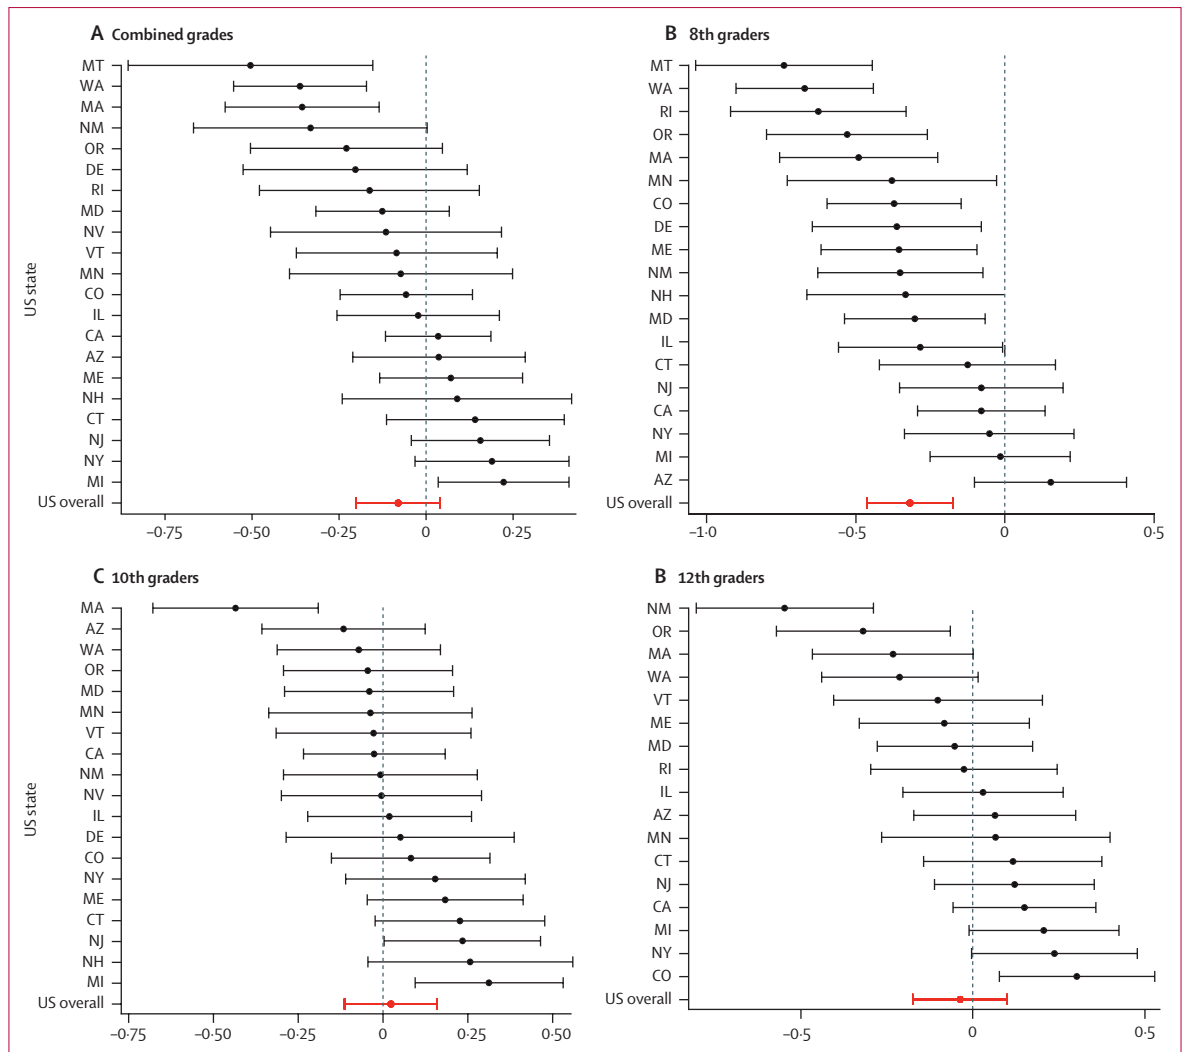 A Combined grades
US state
MT
WA
MA
NM
OR
DE
RI
MD
NV
VT
MN
CO
IL
CA
AZ
ME
NH
CT
NJ
NY
MI
US overall
–0·75 –0·50 –0·25 0 0·25
B 8th graders
MT
WA
RI
OR
MA
MN
CO
DE
ME
NM
NH
MD
IL
CT
NJ
CA
NY
MI
AZ
US overall
–1·0 –0·5 0 0·5
C 10th graders
US state
MA
AZ
WA
OR
MD
MN
VT
CA
NM
NV
IL
DE
CO
NY
ME
CT
NJ
NH
MI
US overall
–0·75 –0·50 –0·25 0 0·25 0·50
B 12th graders
NM
OR
MA
WA
VT
ME
MD
RI
IL
AZ
MN
CT
NJ
CA
MI
NY
CO
US overall
–0·5 0 0·5